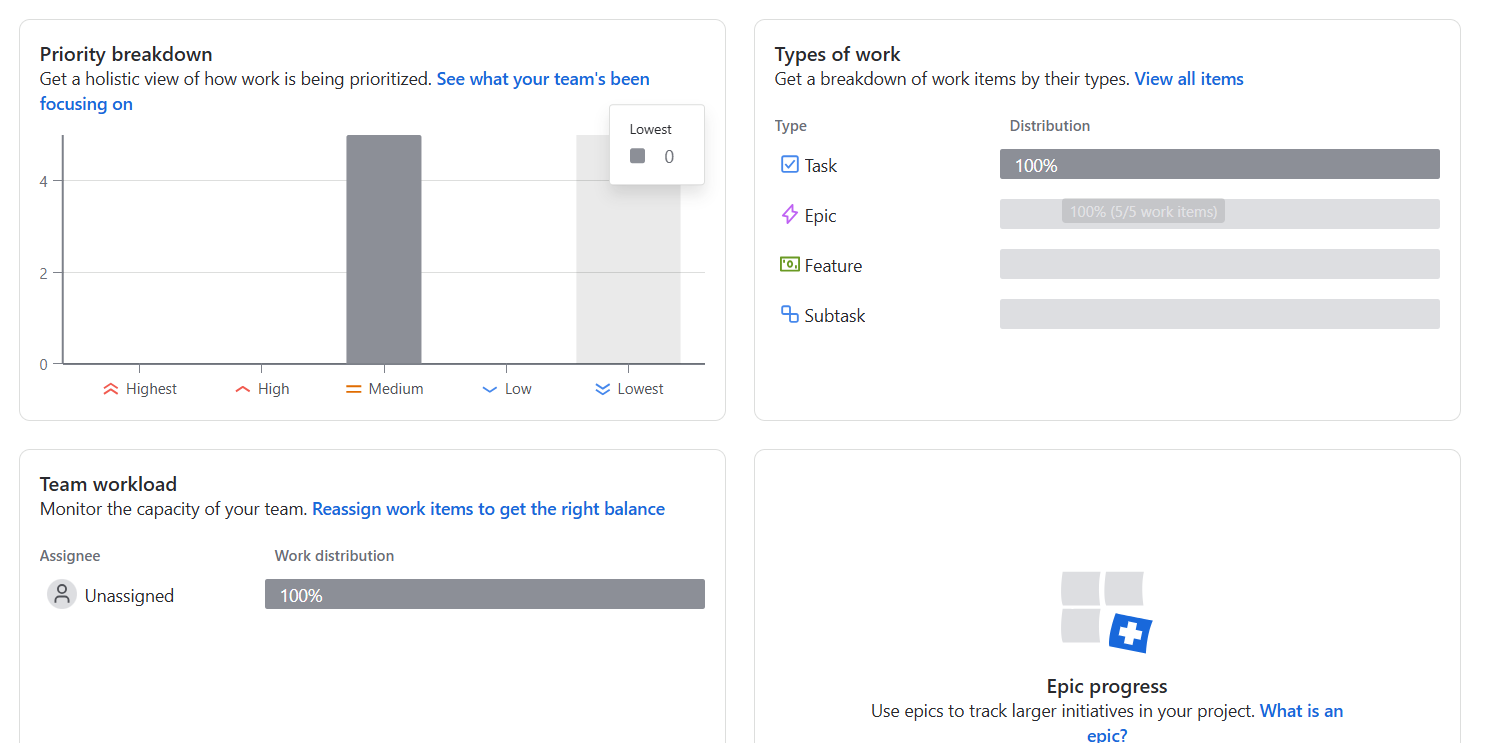 Priority breakdown
Get a holistic view of how work is being prioritized. See what your team's been
focusing on
Lowest
0
4
2
0
Highest
High
Medium
Low
Lowest
Types of work
Get a breakdown of work items by their types. View all items
Type Distribution
Task 100%
Epic 100% (5/5 work items)
Feature
Subtask
Team workload
Monitor the capacity of your team. Reassign work items to get the right balance
Assignee Work distribution
Unassigned 100%
Epic progress
Use epics to track larger initiatives in your project. What is an
epic?